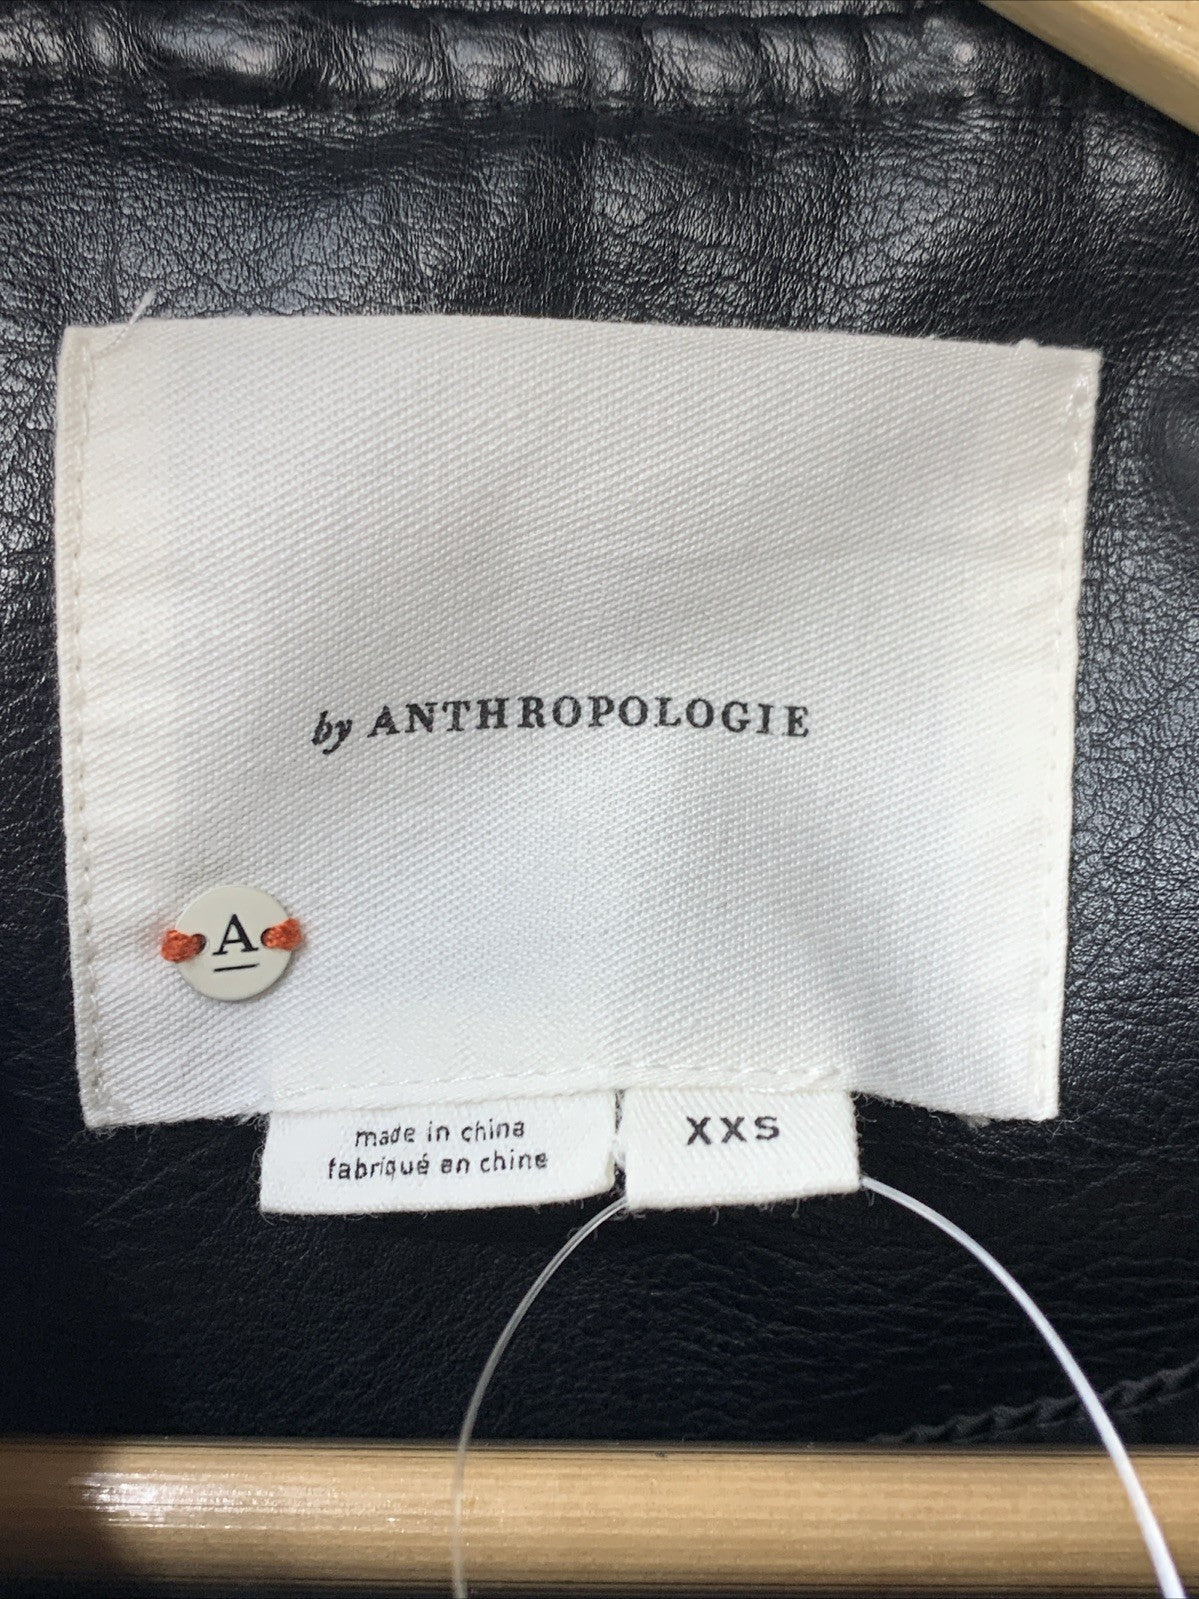 by ANTHROPOLOGIE
A
made in china
fabriqué en chine
XXS